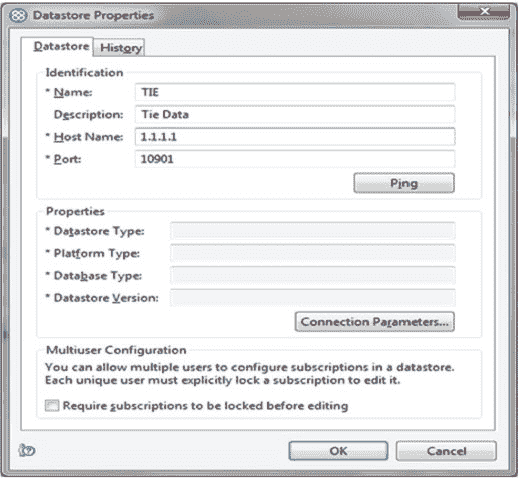 Datastore Properties
Datastore History
Identification
* Name: TIE
Description: Tie Data
* Host Name: 1.1.1.1
* Port: 10901
Ping
Properties
* Datastore Type:
* Platform Type:
* Database Type:
* Datastore Version:
Connection Parameters...
Multiuser Configuration
You can allow multiple users to configure subscriptions in a datastore.
Each unique user must explicitly lock a subscription to edit it.
Require subscriptions to be locked before editing
OK Cancel